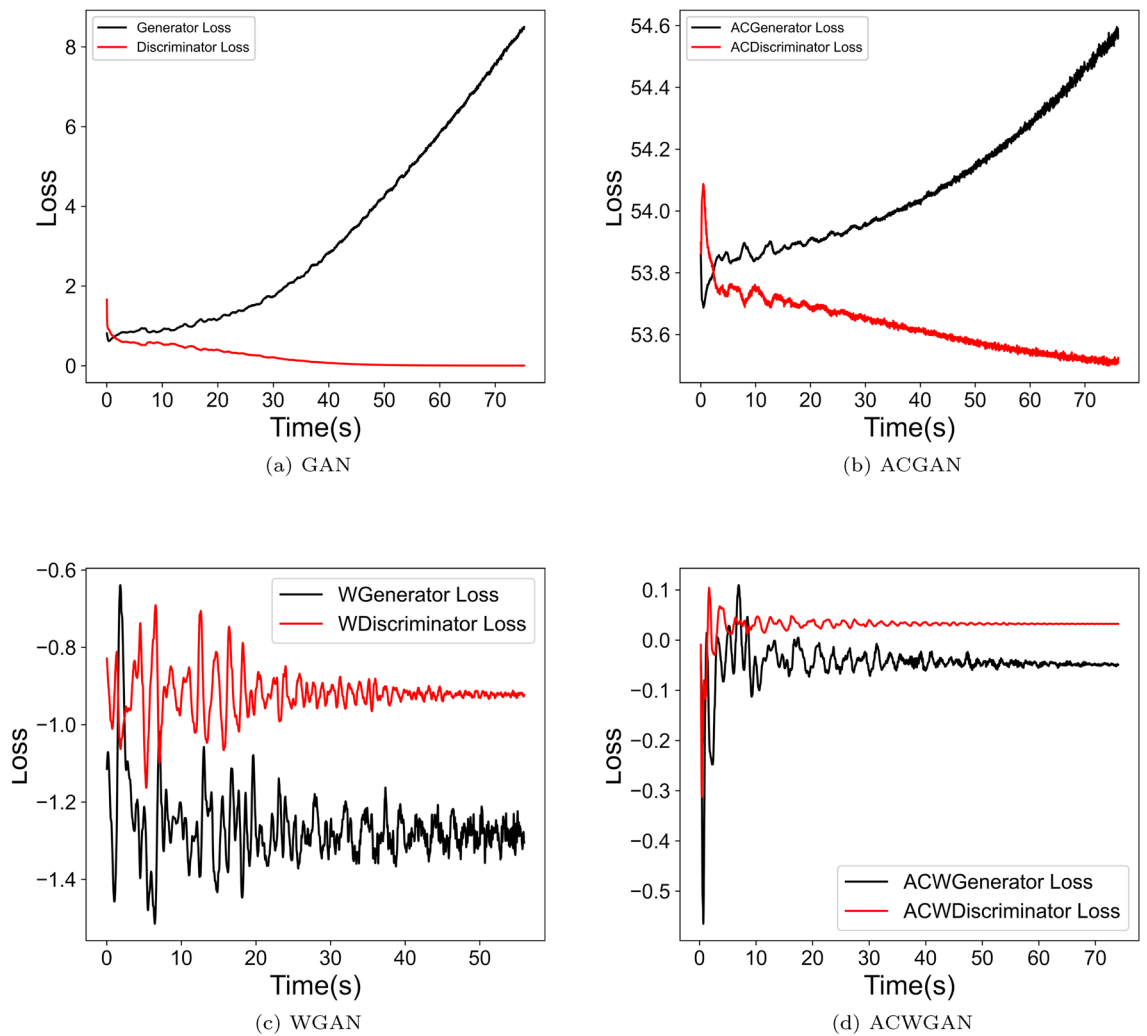 Generator Loss
Discriminator Loss
8
6
4
2
0
Loss
0 10 20 30 40 50 60 70
Time(s)
(a) GAN
ACGenerator Loss
ACDiscriminator Loss
54.6
54.4
54.2
54.0
53.8
53.6
Loss
0 10 20 30 40 50 60 70
Time(s)
(b) ACGAN
WGenerator Loss
WDiscriminator Loss
−0.6
−0.8
−1.0
−1.2
−1.4
Loss
0 10 20 30 40 50
Time(s)
(c) WGAN
0.1
0.0
−0.1
−0.2
−0.3
−0.4
−0.5
Loss
ACWGenerator Loss
ACWDiscriminator Loss
0 10 20 30 40 50 60 70
Time(s)
(d) ACWGAN